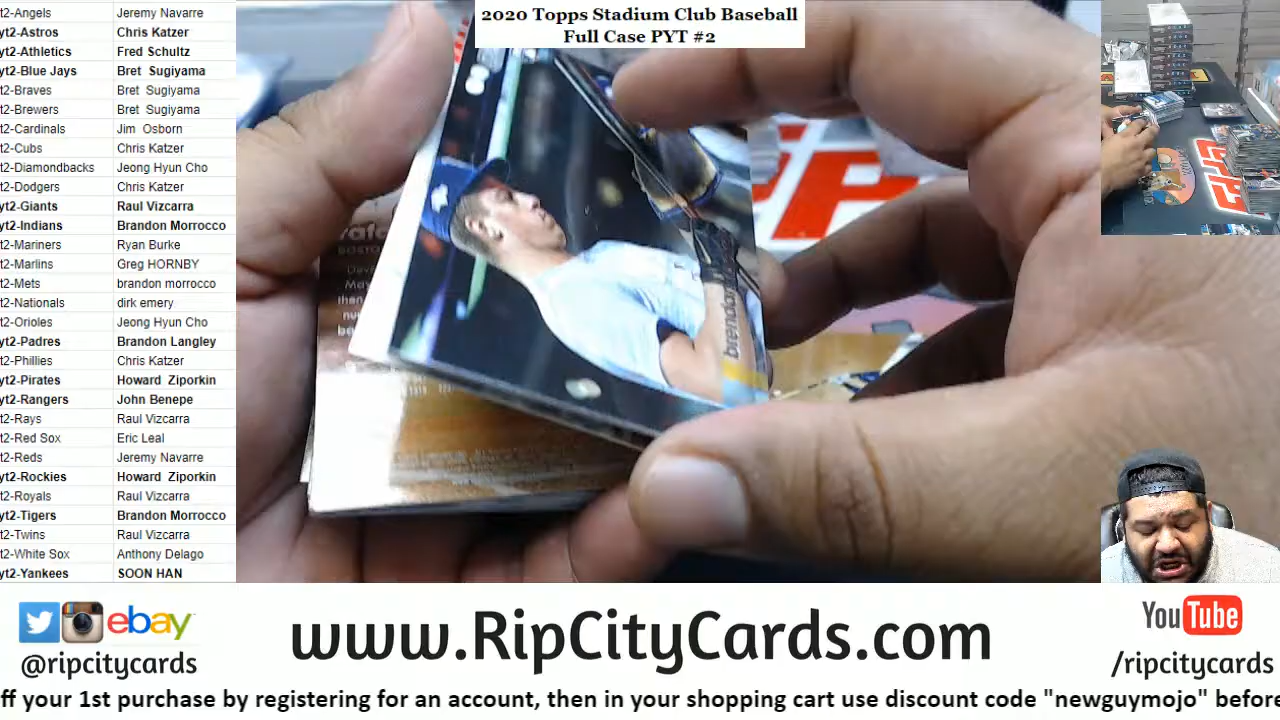 2020 Topps Stadium Club Baseball
Full Case PYT #2
t2-Angels Jeremy Navarre
yt2-Astros Chris Katzer
yt2-Athletics Fred Schultz
yt2-Blue Jays Bret Sugiyama
t2-Braves Bret Sugiyama
t2-Brewers Bret Sugiyama
t2-Cardinals Jim Osborn
t2-Cubs Chris Katzer
t2-Diamondbacks Jeong Hyun Cho
t2-Dodgers Chris Katzer
yt2-Giants Raul Vizcarra
yt2-Indians Brandon Morrocco
t2-Mariners Ryan Burke
t2-Marlins Greg HORNBY
t2-Mets brandon morrocco
t2-Nationals dirk emery
t2-Orioles Jeong Hyun Cho
yt2-Padres Brandon Langley
t2-Phillies Chris Katzer
yt2-Pirates Howard Ziporkin
yt2-Rangers John Benepe
t2-Rays Raul Vizcarra
t2-Red Sox Eric Leal
t2-Reds Jeremy Navarre
yt2-Rockies Howard Ziporkin
t2-Royals Raul Vizcarra
yt2-Tigers Brandon Morrocco
t2-Twins Raul Vizcarra
t2-White Sox Anthony Delago
yt2-Yankees SOON HAN
brendan
ebay
@ripcitycards
www.RipCityCards.com
YouTube
/ripcitycards
ff your 1st purchase by registering for an account, then in your shopping cart use discount code "newguymojo" before